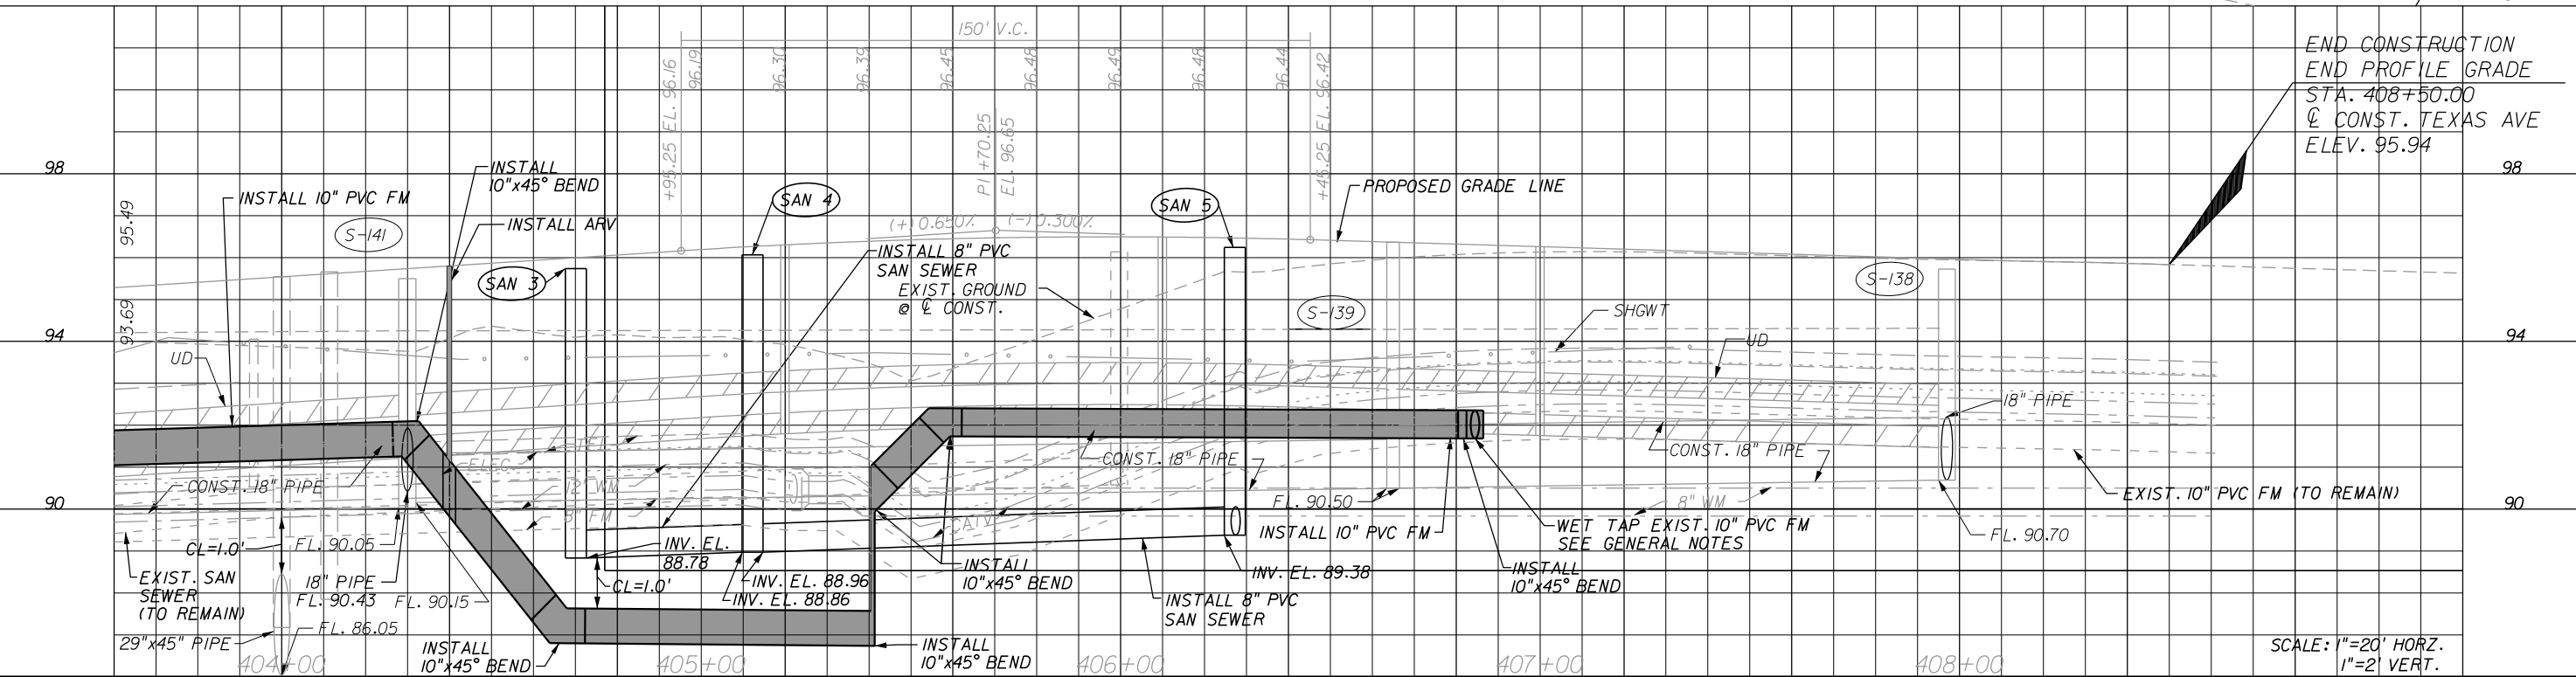 150' V.C.
+95.25 EL. 96.16
96.19
96.30
96.39
96.45
PI +70.25
EL. 96.65
96.48
96.49
96.48
96.44
+45.25 EL. 96.42
END CONSTRUCTION
END PROFILE GRADE
STA. 408+50.00
℄ CONST. TEXAS AVE
ELEV. 95.94
98
98
INSTALL
10"x45° BEND
INSTALL 10" PVC FM
SAN 4
SAN 5
PROPOSED GRADE LINE
95.49
S-141
INSTALL ARV
(+) 0.650%
(-) 0.300%
INSTALL 8" PVC
SAN SEWER
EXIST. GROUND
@ ℄ CONST.
SAN 3
S-138
S-139
SHGWT
93.69
94
94
UD
UD
18" PIPE
TEL
ELEC
CONST. 18" PIPE
CONST. 18" PIPE
CONST. 18" PIPE
12" WM
8" FM
CATV
FL. 90.50
8" WM
EXIST. 10" PVC FM (TO REMAIN)
90
90
INSTALL 10" PVC FM
WET TAP EXIST. 10" PVC FM
SEE GENERAL NOTES
FL. 90.70
CL=1.0'
FL. 90.05
INV. EL.
88.78
INSTALL
10"x45° BEND
INV. EL. 89.38
INSTALL
10"x45° BEND
EXIST. SAN
SEWER
(TO REMAIN)
18" PIPE
FL. 90.43
FL. 90.15
CL=1.0'
INV. EL. 88.96
INV. EL. 88.86
INSTALL 8" PVC
SAN SEWER
FL. 86.05
29"x45" PIPE
INSTALL
10"x45° BEND
INSTALL
10"x45° BEND
SCALE: 1"=20' HORZ.
1"=2' VERT.
404+00
405+00
406+00
407+00
408+00